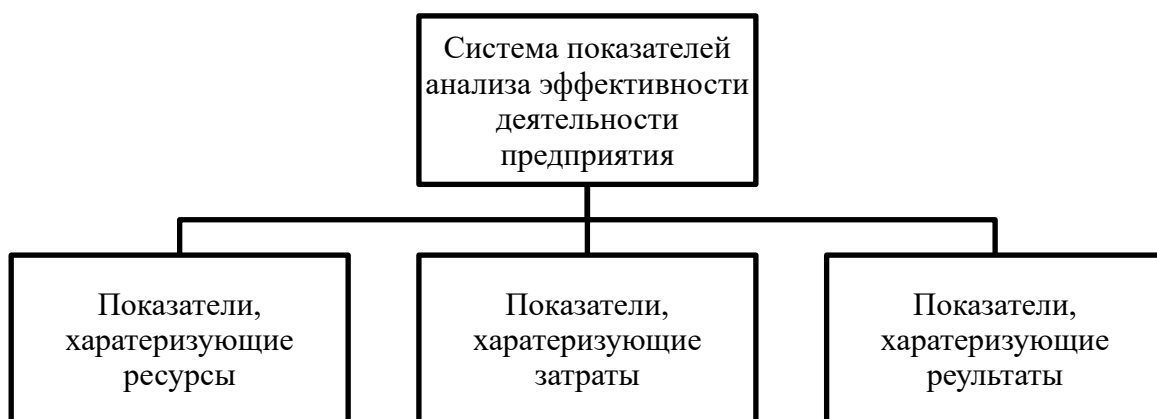 Система показателей
анализа эффективности
деятельности
предприятия
Показатели,
харатеризующие
ресурсы
Показатели,
харатеризующие
затраты
Показатели,
харатеризующие
реультаты